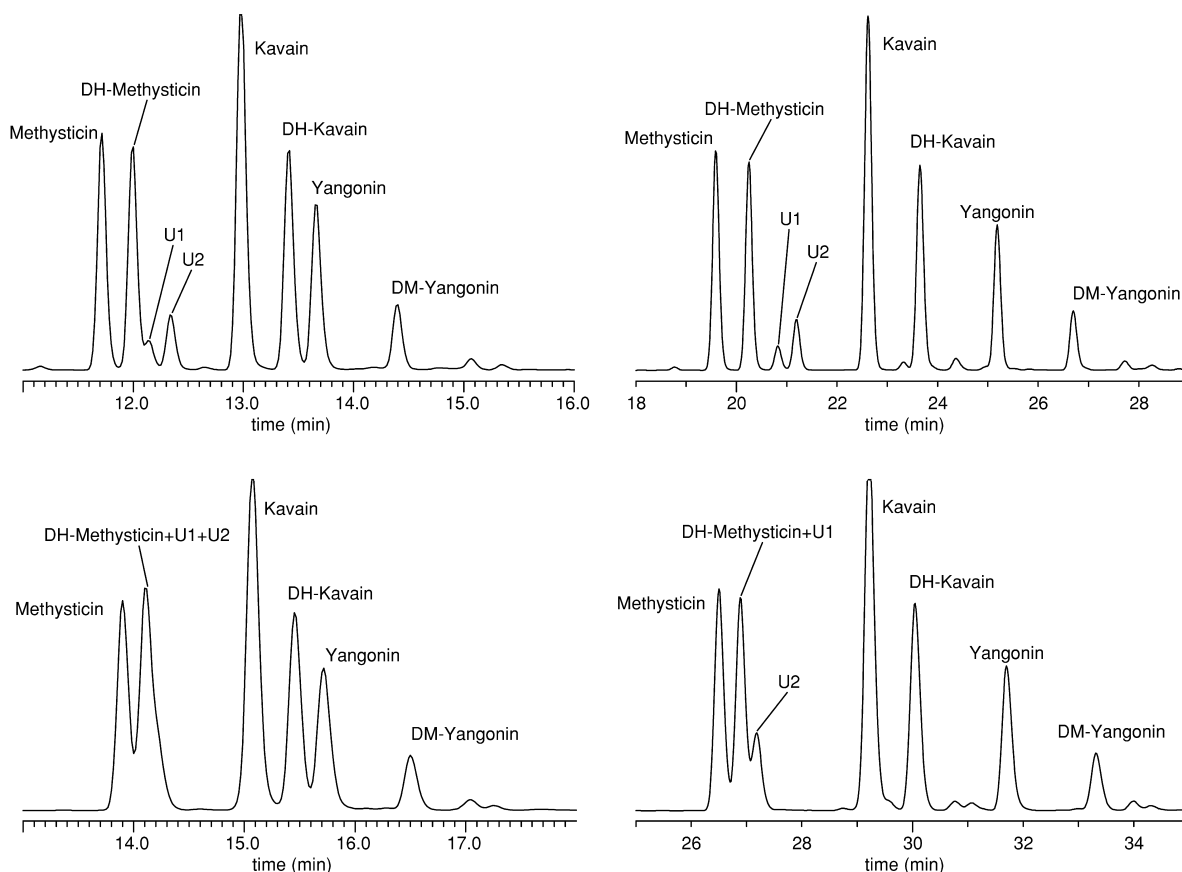 Kavain
DH-Methysticin
Methysticin
DH-Kavain
Yangonin
U1
U2
DM-Yangonin
12.0 13.0 14.0 15.0 16.0
time (min)
Kavain
DH-Methysticin
Methysticin
DH-Kavain
Yangonin
U1
U2
DM-Yangonin
18 20 22 24 26 28
time (min)
Kavain
DH-Methysticin+U1+U2
DH-Kavain
Methysticin
Yangonin
DM-Yangonin
14.0 15.0 16.0 17.0
time (min)
Kavain
DH-Methysticin+U1
DH-Kavain
Methysticin
Yangonin
U2
DM-Yangonin
26 28 30 32 34
time (min)